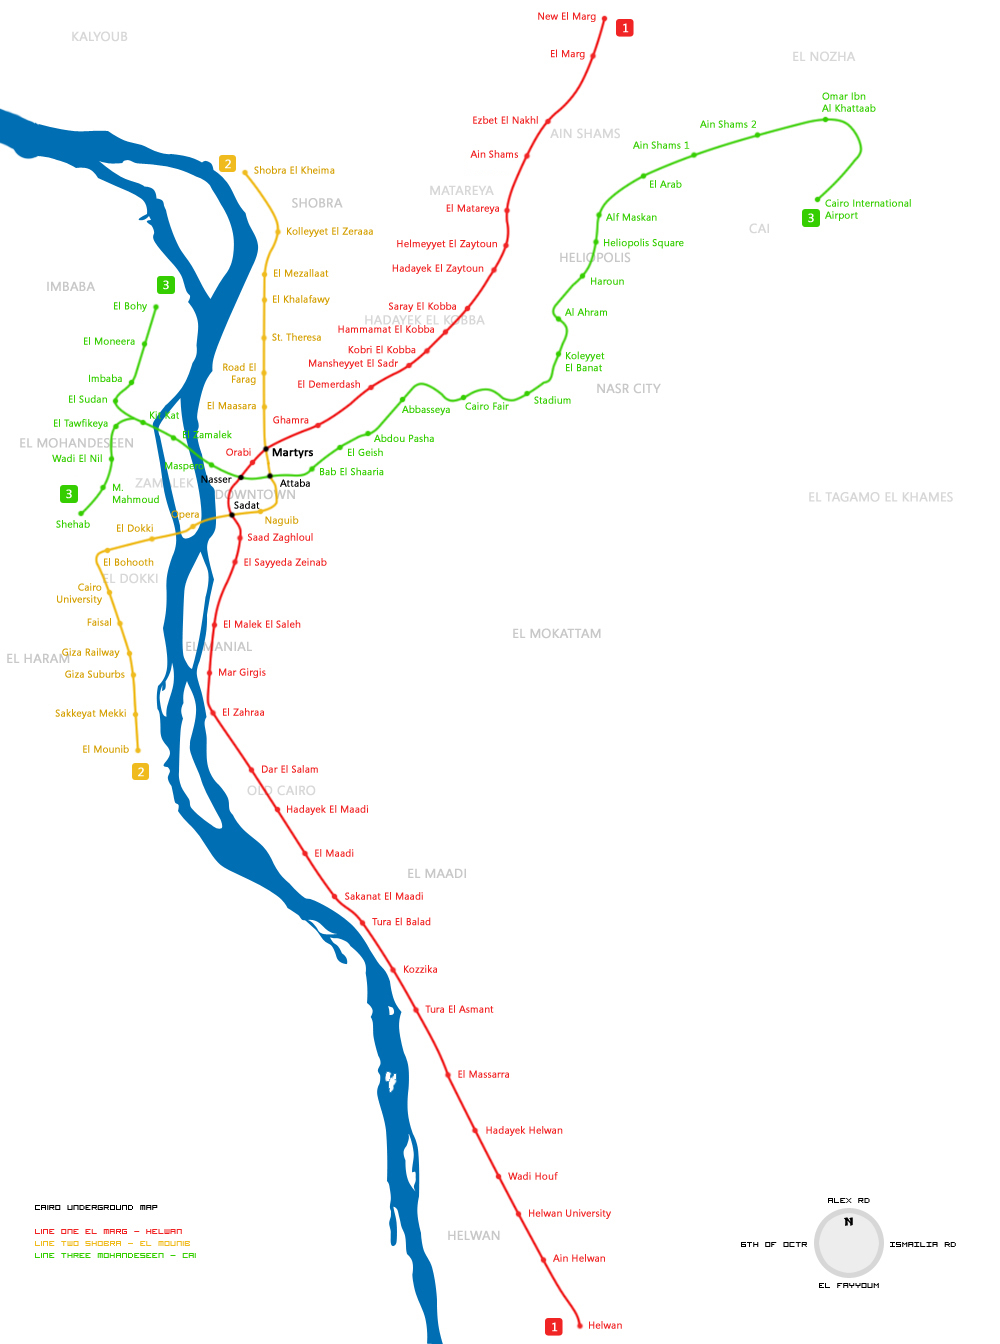 New El Marg
1
KALYOUB
El Marg
EL NOZHA
Omar Ibn
Al Khattaab
Ezbet El Nakhl
Ain Shams 2
AIN SHAMS
Ain Shams 1
Ain Shams
2
Shobra El Kheima
El Arab
MATAREYA
SHOBRA
Cairo International
Airport
3
El Matareya
Alf Maskan
CAI
Kolleyyet El Zeraaa
Helmeyyet El Zaytoun
Heliopolis Square
HELIOPOLIS
Hadayek El Zaytoun
El Mezallaat
Haroun
IMBABA
3
El Khalafawy
El Bohy
Saray El Kobba
Al Ahram
HADAYEK EL KOBBA
Hammamat El Kobba
St. Theresa
El Moneera
Kobri El Kobba
Koleyyet
El Banat
Mansheyyet El Sadr
Road El
Farag
Imbaba
El Demerdash
NASR CITY
El Sudan
Stadium
El Maasara
Cairo Fair
Abbasseya
Kit Kat
Ghamra
El Tawfikeya
El Zamalek
Abdou Pasha
EL MOHANDESEEN
Orabi
Martyrs
El Geish
Wadi El Nil
Maspero
Bab El Shaaria
Nasser
Attaba
ZAMALEK
M.
Mahmoud
3
DOWNTOWN
EL TAGAMO EL KHAMES
Sadat
Opera
Naguib
Shehab
El Dokki
Saad Zaghloul
El Bohooth
El Sayyeda Zeinab
EL DOKKI
Cairo
University
Faisal
El Malek El Saleh
EL MOKATTAM
EL MANIAL
Giza Railway
EL HARAM
Giza Suburbs
Mar Girgis
Sakkeyat Mekki
El Zahraa
El Mounib
2
Dar El Salam
OLD CAIRO
Hadayek El Maadi
El Maadi
EL MAADI
Sakanat El Maadi
Tura El Balad
Kozzika
Tura El Asmant
El Massarra
Hadayek Helwan
Wadi Houf
CAIRO UNDERGROUND MAP
LINE ONE EL MARG - HELWAN
LINE TWO SHOBRA - EL MOUNIB
LINE THREE MOHANDESEEN - CAI
Helwan University
HELWAN
Ain Helwan
1
Helwan
ALEX RD
N
6TH OF OCTR
ISMAILIA RD
EL FAYYOUM